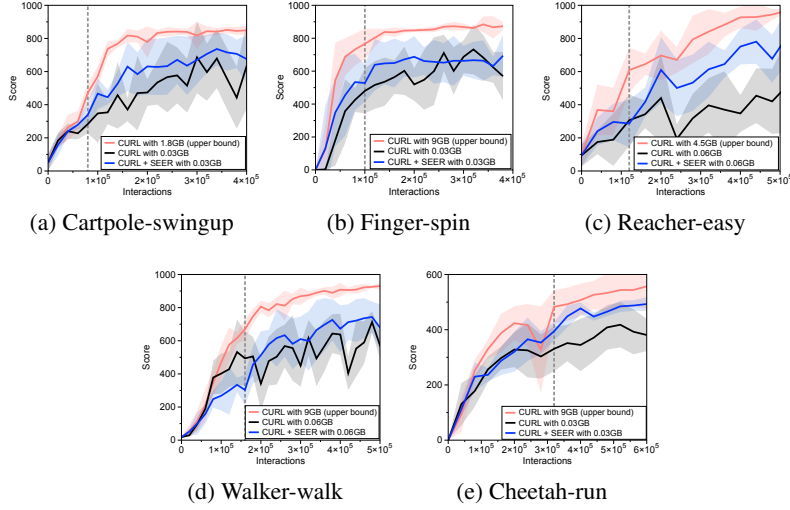 1000
800
600
400
200
0
Score
CURL with 1.8GB (upper bound)
CURL with 0.03GB
CURL + SEER with 0.03GB
0 1×10⁵ 2×10⁵ 3×10⁵ 4×10⁵
Interactions
(a) Cartpole-swingup
1000
800
600
400
200
0
Score
CURL with 9GB (upper bound)
CURL with 0.03GB
CURL + SEER with 0.03GB
0 1×10⁵ 2×10⁵ 3×10⁵ 4×10⁵
Interactions
(b) Finger-spin
1000
800
600
400
200
0
Score
CURL with 4.5GB (upper bound)
CURL with 0.06GB
CURL + SEER with 0.06GB
0 1×10⁵ 2×10⁵ 3×10⁵ 4×10⁵ 5×10⁵
Interactions
(c) Reacher-easy
1000
800
600
400
200
0
Score
CURL with 9GB (upper bound)
CURL with 0.06GB
CURL + SEER with 0.06GB
0 1×10⁵ 2×10⁵ 3×10⁵ 4×10⁵ 5×10⁵
Interactions
(d) Walker-walk
600
400
200
0
Score
CURL with 9GB (upper bound)
CURL with 0.03GB
CURL + SEER with 0.03GB
0 1×10⁵ 2×10⁵ 3×10⁵ 4×10⁵ 5×10⁵ 6×10⁵
Interactions
(e) Cheetah-run